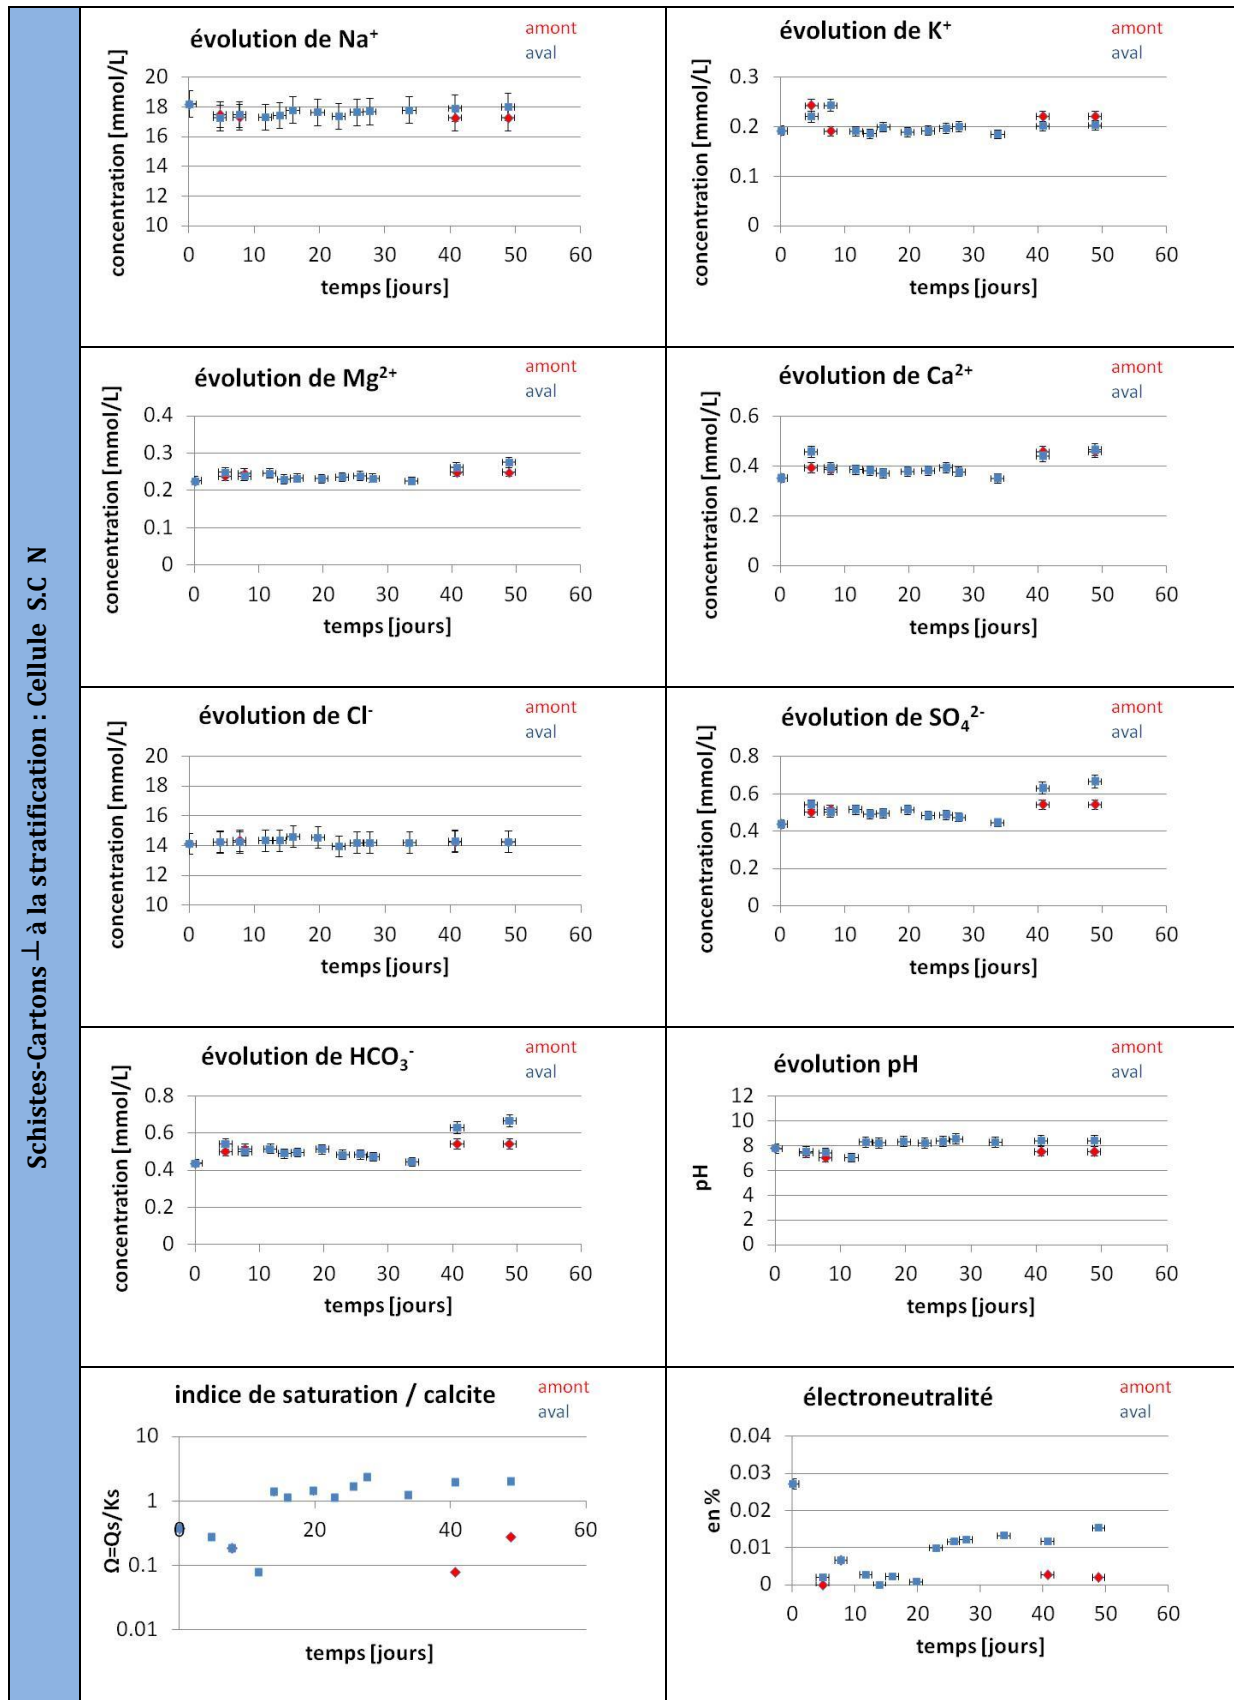 Schistes-Cartons ⊥ à la stratification : Cellule S.C N
évolution de Na⁺
amont
aval
concentration [mmol/L]
20
18
16
14
12
10
0 10 20 30 40 50 60
temps [jours]
évolution de K⁺
amont
aval
concentration [mmol/L]
0.3
0.2
0.1
0
0 10 20 30 40 50 60
temps [jours]
évolution de Mg²⁺
amont
aval
concentration [mmol/L]
0.4
0.3
0.2
0.1
0
0 10 20 30 40 50 60
temps [jours]
évolution de Ca²⁺
amont
aval
concentration [mmol/L]
0.6
0.4
0.2
0
0 10 20 30 40 50 60
temps [jours]
évolution de Cl⁻
amont
aval
concentration [mmol/L]
20
18
16
14
12
10
0 10 20 30 40 50 60
temps [jours]
évolution de SO₄²⁻
amont
aval
concentration [mmol/L]
0.8
0.6
0.4
0.2
0
0 10 20 30 40 50 60
temps [jours]
évolution de HCO₃⁻
amont
aval
concentration [mmol/L]
0.8
0.6
0.4
0.2
0
0 10 20 30 40 50 60
temps [jours]
évolution pH
amont
aval
pH
12
10
8
6
4
2
0
0 10 20 30 40 50 60
temps [jours]
indice de saturation / calcite
amont
aval
Ω=Qs/Ks
10
1
0.1
0.01
0 20 40 60
temps [jours]
électroneutralité
amont
aval
en %
0.04
0.03
0.02
0.01
0
0 10 20 30 40 50 60
temps [jours]